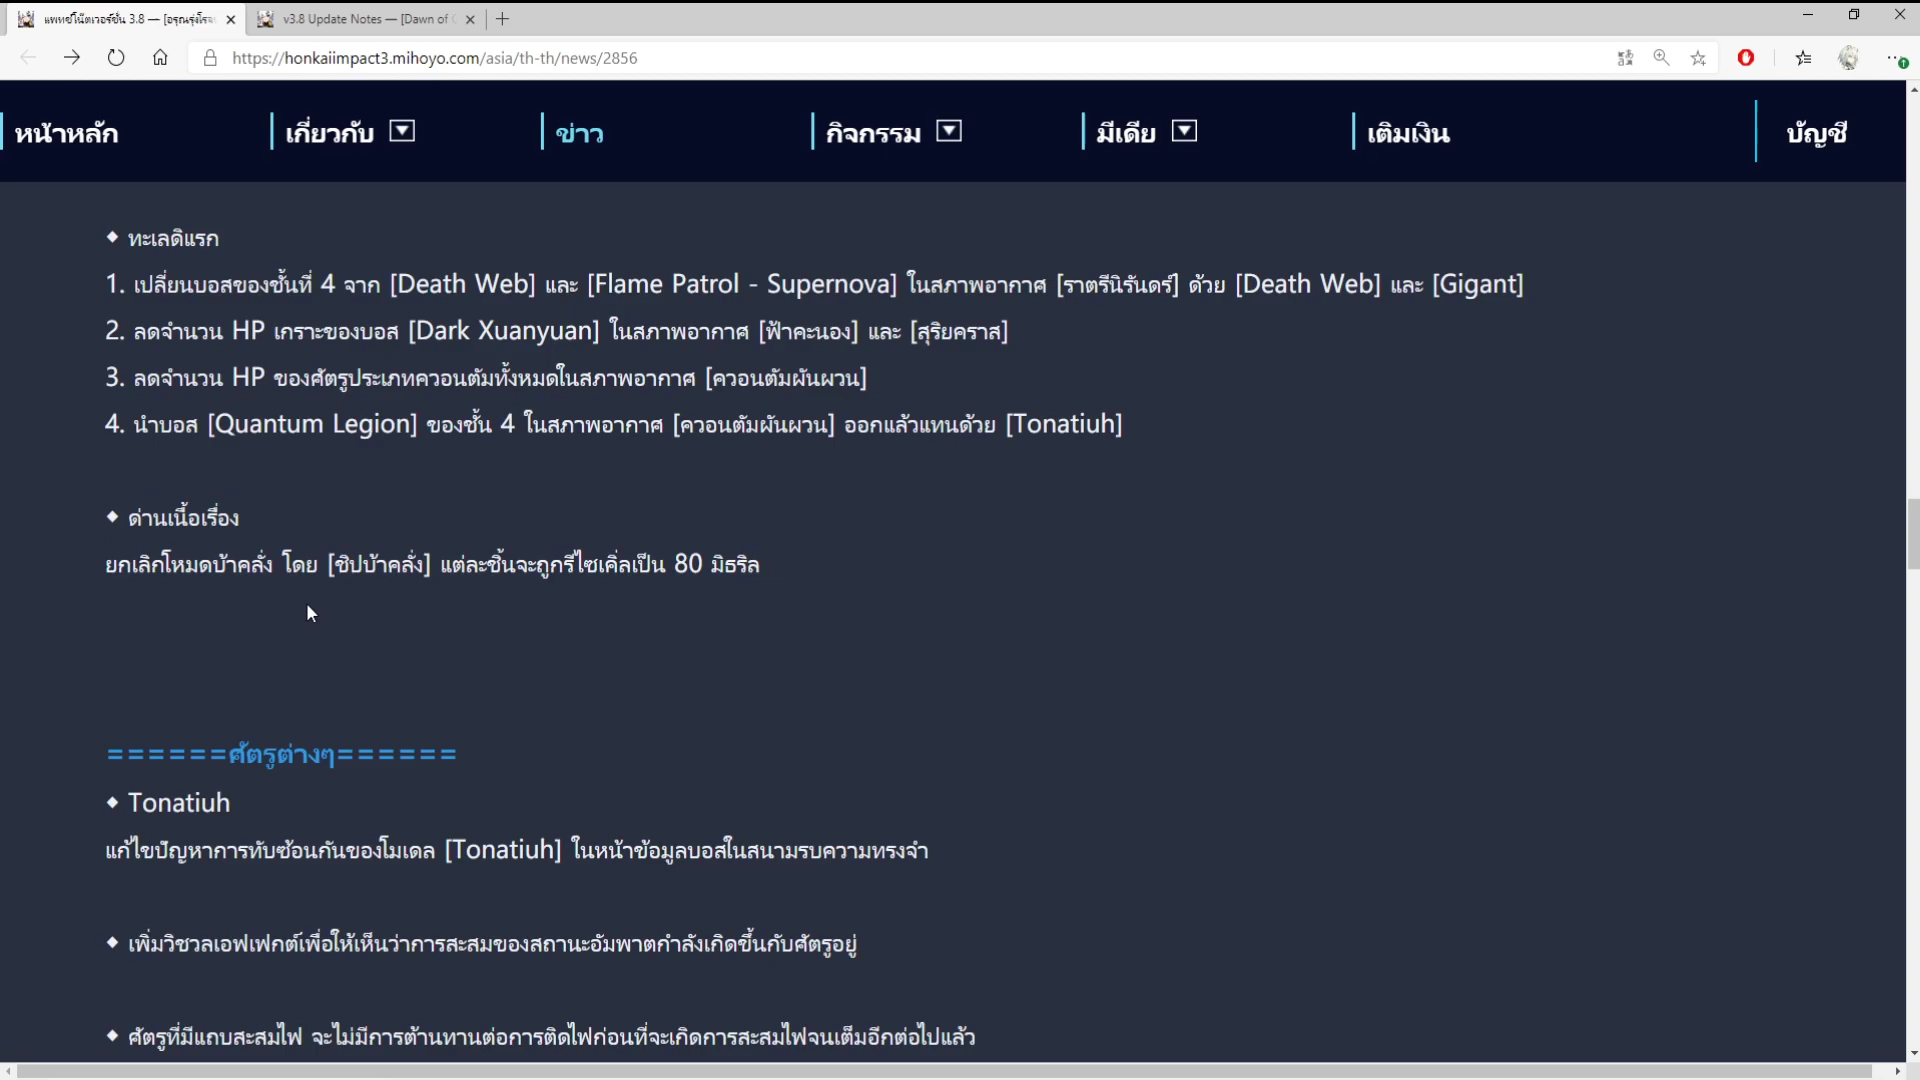 แพทช์โน๊ตเวอร์ชั่น 3.8 — [อรุณรุ่งโรจ
v3.8 Update Notes — [Dawn of
https://honkaiimpact3.mihoyo.com/asia/th-th/news/2856
หน้าหลัก เกี่ยวกับ ข่าว กิจกรรม มีเดีย เติมเงิน บัญชี
◆ ทะเลดิแรก
1. เปลี่ยนบอสของชั้นที่ 4 จาก [Death Web] และ [Flame Patrol - Supernova] ในสภาพอากาศ [ราตรีนิรันดร์] ด้วย [Death Web] และ [Gigant]
2. ลดจำนวน HP เกราะของบอส [Dark Xuanyuan] ในสภาพอากาศ [ฟ้าคะนอง] และ [สุริยคราส]
3. ลดจำนวน HP ของศัตรูประเภทควอนตัมทั้งหมดในสภาพอากาศ [ควอนตัมผันผวน]
4. นำบอส [Quantum Legion] ของชั้น 4 ในสภาพอากาศ [ควอนตัมผันผวน] ออกแล้วแทนด้วย [Tonatiuh]
◆ ด่านเนื้อเรื่อง
ยกเลิกโหมดบ้าคลั่ง โดย [ชิปบ้าคลั่ง] แต่ละชิ้นจะถูกรีไซเคิ่ลเป็น 80 มิธริล
======ศัตรูต่างๆ======
◆ Tonatiuh
แก้ไขปัญหาการทับซ้อนกันของโมเดล [Tonatiuh] ในหน้าข้อมูลบอสในสนามรบความทรงจำ
◆ เพิ่มวิชวลเอฟเฟกต์เพื่อให้เห็นว่าการสะสมของสถานะอัมพาตกำลังเกิดขึ้นกับศัตรูอยู่
◆ ศัตรูที่มีแถบสะสมไฟ จะไม่มีการต้านทานต่อการติดไฟก่อนที่จะเกิดการสะสมไฟจนเต็มอีกต่อไปแล้ว